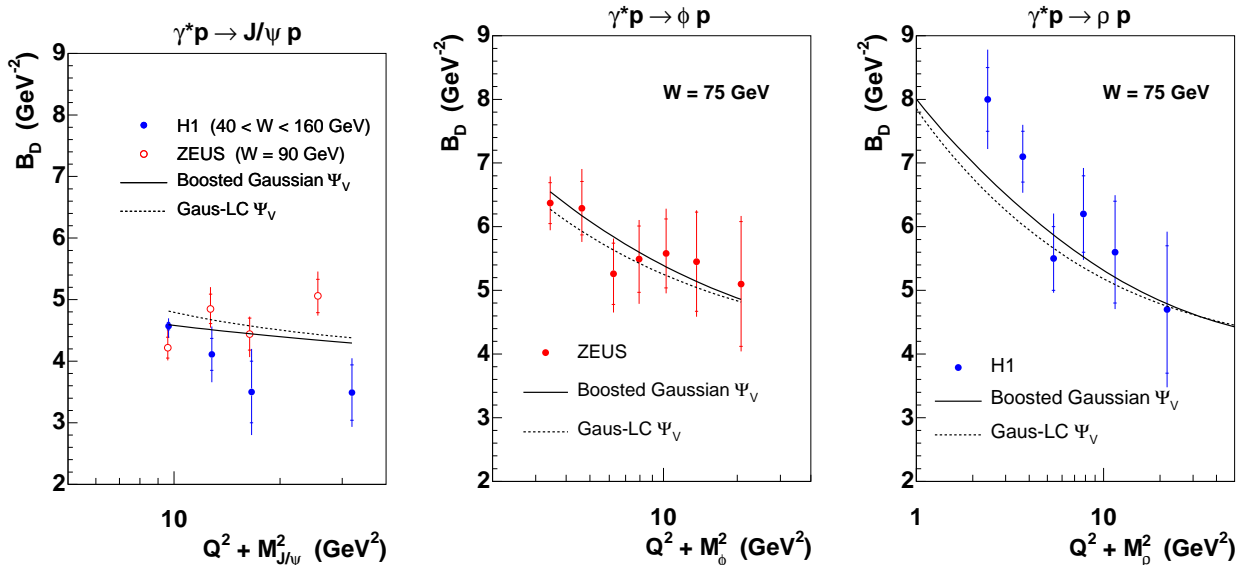 γ*p → J/ψ p
B_D (GeV^-2)
9
8
7
6
5
4
3
2
H1 (40 < W < 160 GeV)
ZEUS (W = 90 GeV)
Boosted Gaussian Ψ_V
Gaus-LC Ψ_V
10
Q^2 + M^2_J/ψ (GeV^2)
γ*p → φ p
B_D (GeV^-2)
9
8
7
6
5
4
3
2
W = 75 GeV
ZEUS
Boosted Gaussian Ψ_V
Gaus-LC Ψ_V
10
Q^2 + M^2_ϕ (GeV^2)
γ*p → ρ p
B_D (GeV^-2)
9
8
7
6
5
4
3
2
W = 75 GeV
H1
Boosted Gaussian Ψ_V
Gaus-LC Ψ_V
1
10
Q^2 + M^2_ρ (GeV^2)